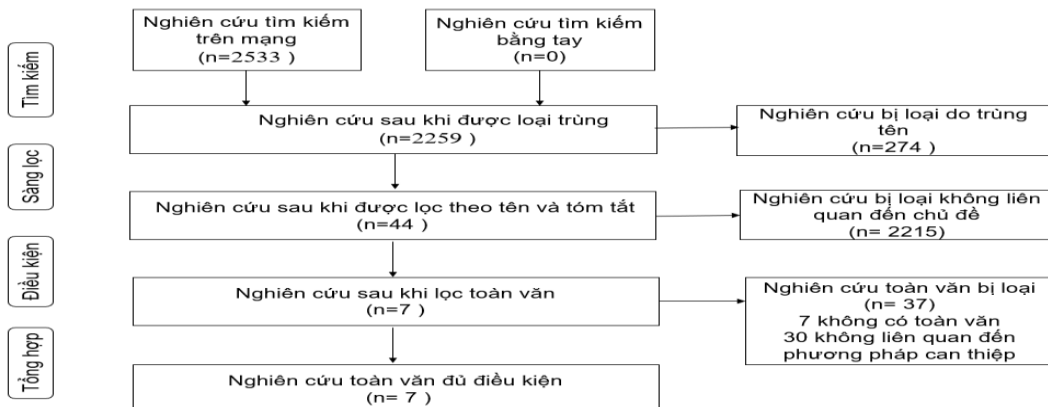 Nghiên cứu tìm kiếm
trên mạng
(n=2533 )
Nghiên cứu tìm kiếm
bằng tay
(n=0)
Tìm kiếm
Nghiên cứu sau khi được loại trùng
(n=2259 )
Nghiên cứu bị loại do trùng
tên
(n=274 )
Sàng lọc
Nghiên cứu sau khi được lọc theo tên và tóm tắt
(n=44 )
Nghiên cứu bị loại không liên
quan đến chủ đề
(n= 2215)
Điều kiện
Nghiên cứu sau khi lọc toàn văn
(n=7 )
Nghiên cứu toàn văn bị loại
(n= 37)
7 không có toàn văn
30 không liên quan đến
phương pháp can thiệp
Tổng hợp
Nghiên cứu toàn văn đủ điều kiện
(n= 7 )